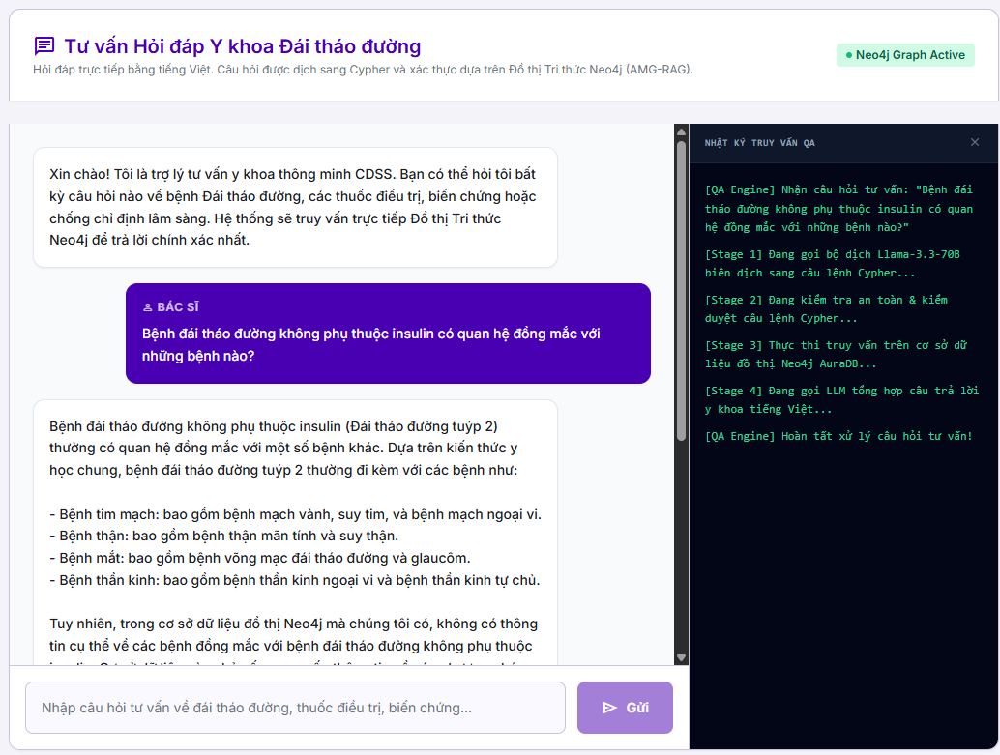 Tư vấn Hỏi đáp Y khoa Đái tháo đường
Hỏi đáp trực tiếp bằng tiếng Việt. Câu hỏi được dịch sang Cypher và xác thực dựa trên Đồ thị Tri thức Neo4j (AMG-RAG).
Neo4j Graph Active
Xin chào! Tôi là trợ lý tư vấn y khoa thông minh CDSS. Bạn có thể hỏi tôi bất
kỳ câu hỏi nào về bệnh Đái tháo đường, các thuốc điều trị, biến chứng hoặc
chống chỉ định lâm sàng. Hệ thống sẽ truy vấn trực tiếp Đồ thị Tri thức
Neo4j để trả lời chính xác nhất.
BÁC SĨ
Bệnh đái tháo đường không phụ thuộc insulin có quan hệ đồng mắc với
những bệnh nào?
Bệnh đái tháo đường không phụ thuộc insulin (Đái tháo đường tuýp 2)
thường có quan hệ đồng mắc với một số bệnh khác. Dựa trên kiến thức y
học chung, bệnh đái tháo đường tuýp 2 thường đi kèm với các bệnh như:
- Bệnh tim mạch: bao gồm bệnh mạch vành, suy tim, và bệnh mạch ngoại vi.
- Bệnh thận: bao gồm bệnh thận mãn tính và suy thận.
- Bệnh mắt: bao gồm bệnh võng mạc đái tháo đường và glaucôm.
- Bệnh thần kinh: bao gồm bệnh thần kinh ngoại vi và bệnh thần kinh tự chủ.
Tuy nhiên, trong cơ sở dữ liệu đồ thị Neo4j mà chúng tôi có, không có thông
tin cụ thể về các bệnh đồng mắc với bệnh đái tháo đường không phụ thuộc
Nhập câu hỏi tư vấn về đái tháo đường, thuốc điều trị, biến chứng...
Gửi
NHẬT KÝ TRUY VẤN QA
[QA Engine] Nhận câu hỏi tư vấn: "Bệnh đái
tháo đường không phụ thuộc insulin có quan
hệ đồng mắc với những bệnh nào?"
[Stage 1] Đang gọi bộ dịch Llama-3.3-70B
biên dịch sang câu lệnh Cypher...
[Stage 2] Đang kiểm tra an toàn & kiểm
duyệt câu lệnh Cypher...
[Stage 3] Thực thi truy vấn trên cơ sở dữ
liệu đồ thị Neo4j AuraDB...
[Stage 4] Đang gọi LLM tổng hợp câu trả lời
y khoa tiếng Việt...
[QA Engine] Hoàn tất xử lý câu hỏi tư vấn!